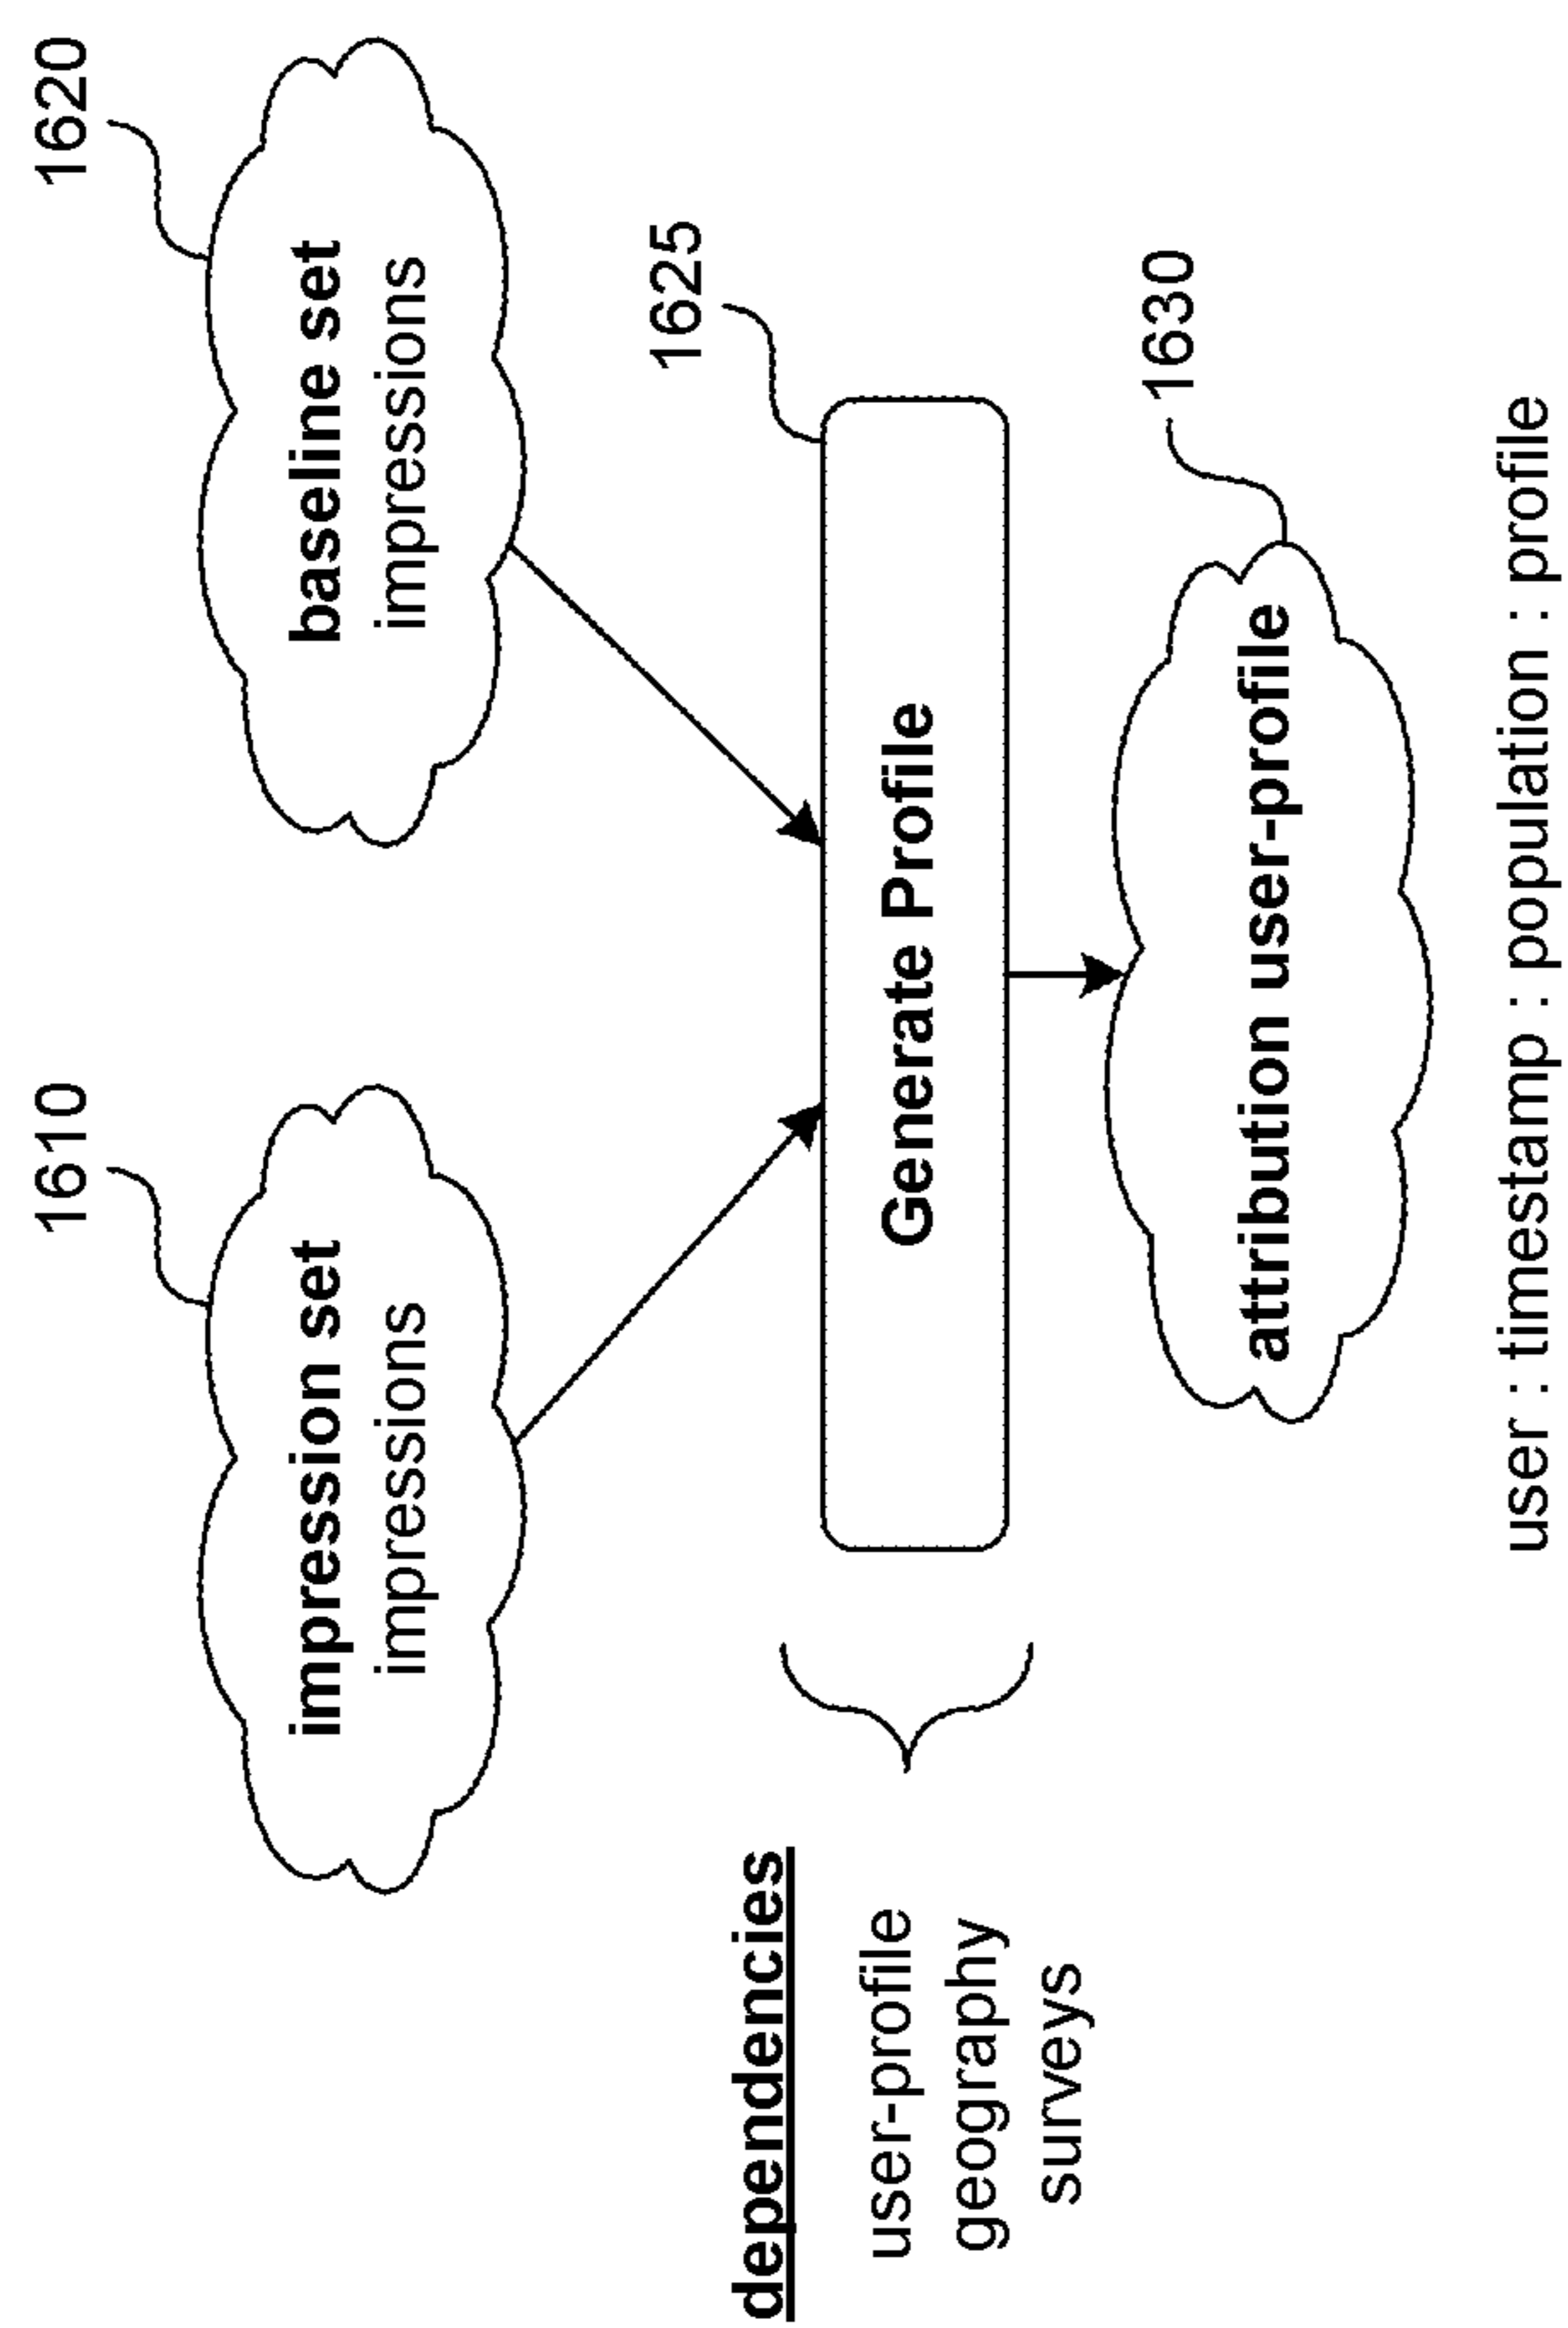 1610
1620
impression set
impressions
baseline set
impressions
1625
dependencies
user-profile
geography
surveys
Generate Profile
1630
attribution user-profile
user : timestamp : population : profile